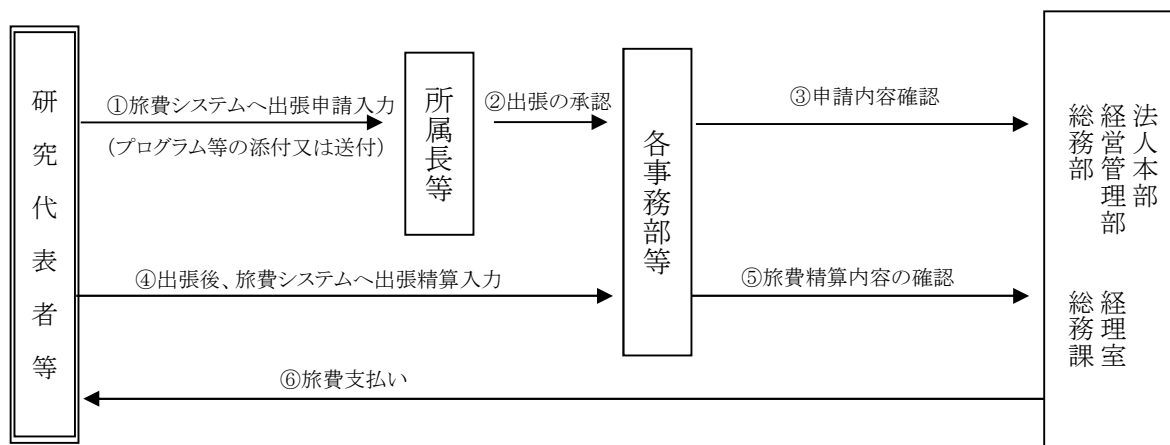 研究代表者等
①旅費システムへ出張申請入力
(プログラム等の添付又は送付)
所属長等
②出張の承認
各事務部等
③申請内容確認
法人本部
経営管理部
総務部
経理室
総務課
④出張後、旅費システムへ出張精算入力
⑤旅費精算内容の確認
⑥旅費支払い